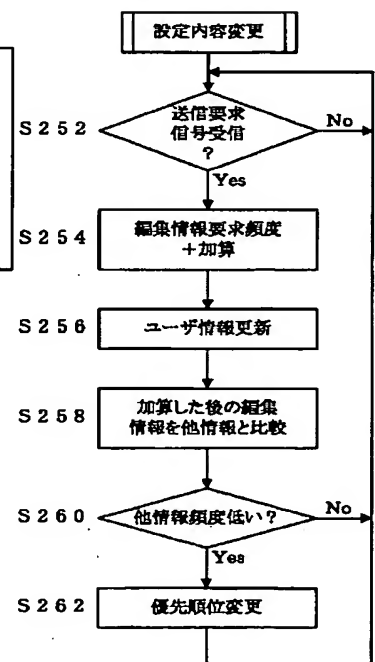 設定内容変更
S252
送信要求
信号受信
?
No
Yes
S254
編集情報要求頻度
+加算
S256
ユーザ情報更新
S258
加算した後の編集
情報を他情報と比較
S260
他情報頻度低い?
No
Yes
S262
優先順位変更